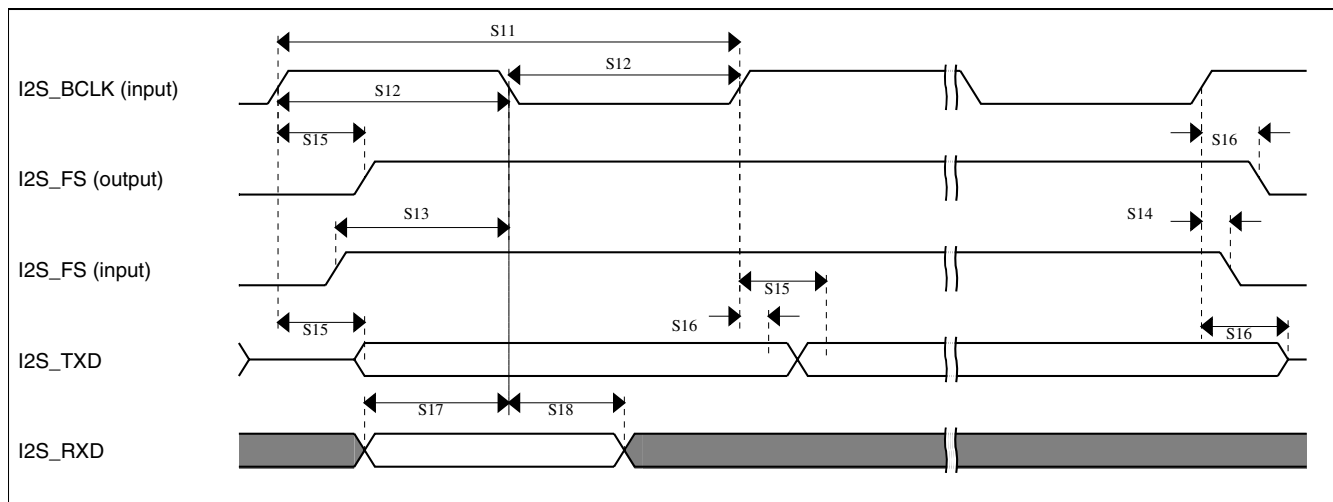 S11
S12
I2S_BCLK (input)
S12
S15
S16
I2S_FS (output)
S13
S14
I2S_FS (input)
S15
S16
S15
S16
I2S_TXD
S17
S18
I2S_RXD